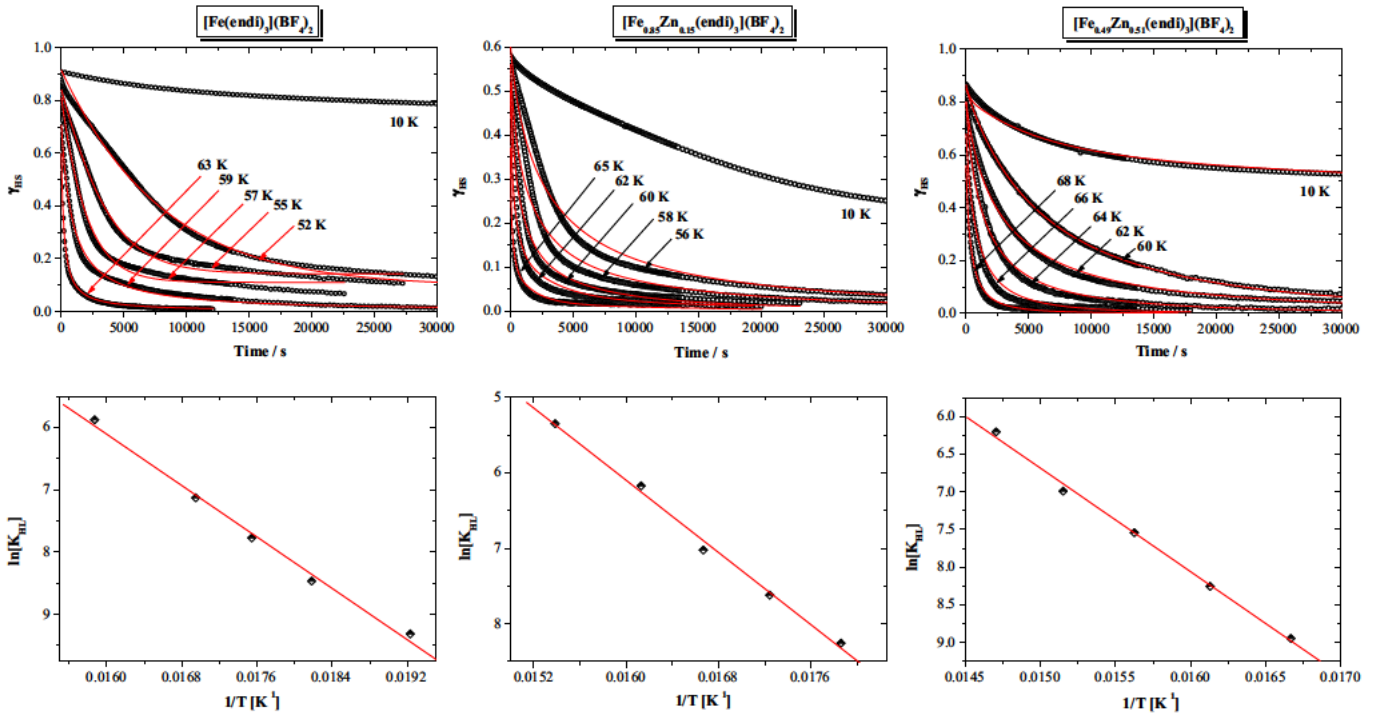 [Fe(endi)₃](BF₄)₂
[Fe₀.₈₅Zn₀.₁₅(endi)₃](BF₄)₂
[Fe₀.₄₉Zn₀.₅₁(endi)₃](BF₄)₂
1.0
0.8
0.6
0.4
0.2
0.0
γHS
10 K
63 K
59 K
57 K
55 K
52 K
0 5000 10000 15000 20000 25000 30000
Time / s
0.6
0.5
0.4
0.3
0.2
0.1
0.0
γHS
65 K
62 K
60 K
58 K
56 K
10 K
0 5000 10000 15000 20000 25000 30000
Time / s
1.0
0.8
0.6
0.4
0.2
0.0
γHS
10 K
68 K
66 K
64 K
62 K
60 K
0 5000 10000 15000 20000 25000 30000
Time / s
6
7
8
9
ln[KHL]
0.0160 0.0168 0.0176 0.0184 0.0192
1/T [K¹]
5
6
7
8
ln[KHL]
0.0152 0.0160 0.0168 0.0176
1/T [K¹]
6.0
6.5
7.0
7.5
8.0
8.5
9.0
ln[KHL]
0.0145 0.0150 0.0155 0.0160 0.0165 0.0170
1/T [K¹]